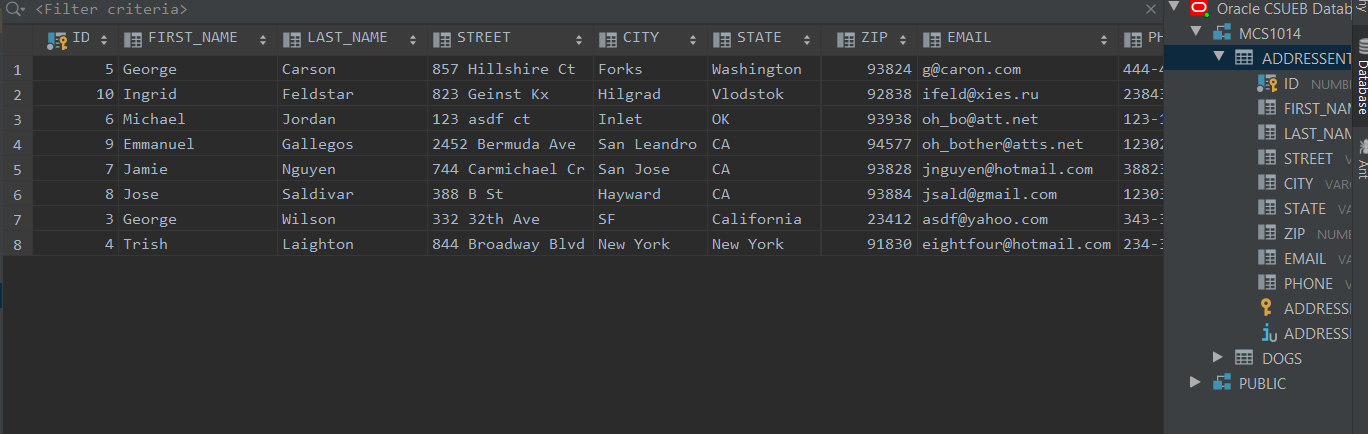 <Filter criteria>
ID FIRST_NAME LAST_NAME STREET CITY STATE ZIP EMAIL PH
1 5 George Carson 857 Hillshire Ct Forks Washington 93824 g@caron.com 444-4
2 10 Ingrid Feldstar 823 Geinst Kx Hilgrad Vlodstok 92838 ifeld@xies.ru 23843
3 6 Michael Jordan 123 asdf ct Inlet OK 93938 oh_bo@att.net 123-1
4 9 Emmanuel Gallegos 2452 Bermuda Ave San Leandro CA 94577 oh_bother@atts.net 12302
5 7 Jamie Nguyen 744 Carmichael Cr San Jose CA 93828 jnguyen@hotmail.com 38823
6 8 Jose Saldivar 388 B St Hayward CA 93884 jsald@gmail.com 12303
7 3 George Wilson 332 32th Ave SF California 23412 asdf@yahoo.com 343-3
8 4 Trish Laighton 844 Broadway Blvd New York New York 91830 eightfour@hotmail.com 234-3
Oracle CSUEB Datab
MCS1014
ADDRESSENT
ID NUMB
FIRST_NAM
LAST_NAM
STREET V
CITY VARC
STATE VAR
ZIP NUME
EMAIL VA
PHONE V
ADDRESSE
ADDRESSE
DOGS
PUBLIC
hy
Database
Ant